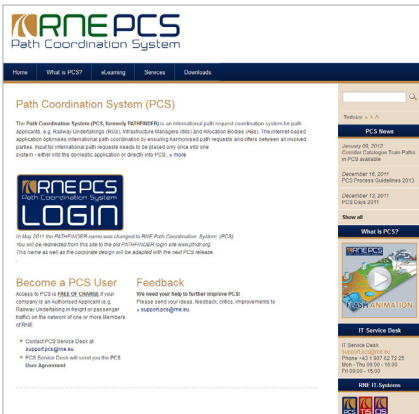 RNE PCS
Path Coordination System
Home What is PCS? eLearning Services Downloads
Path Coordination System (PCS)
The Path Coordination System (PCS, formerly PATHFINDER) is an international path request coordination system for path
applicants, e.g. Railway Undertakings (RUs), Infrastructure Managers (IMs) and Allocation Bodies (ABs). The internet-based
application optimises international path coordination by ensuring harmonised path requests and offers between all involved
parties. Input for international path requests needs to be placed only once into one
system - either into the domestic application or directly into PCS. » more
RNE PCS
Path Coordination System
LOGIN
In May 2011 the PATHFINDER name was changed to RNE Path Coordination System (PCS).
You will be redirected from this site to the old PATHFINDER login site www.pfndr.org.
This name as well as the corporate design will be adapted with the next PCS release.
Become a PCS User
Access to PCS is FREE OF CHARGE if your
company is an Authorised Applicant (e.g.
Railway Undertaking in freight or passenger
traffic) on the network of one or more Members
of RNE.
Contact PCS Service Desk at
support.pcs@rne.eu.
PCS Service Desk will send you the PCS
User Agreement
Feedback
We need your help to further improve PCS!
Please send your ideas, feedback, critics, improvements to
» support.pcs@rne.eu.
Textsize A A A
PCS News
January 09, 2012
Corridor Catalogue Train Paths
in PCS available
December 16, 2011
PCS Process Guidelines 2013
December 13, 2011
PCS Days 2011
Show all
What is PCS?
RNE PCS
FLASH ANIMATION
IT Service Desk
IT Service Desk
support.pcs@rne.eu
Phone +43 1 907 62 72 25
Mon - Thu 09:00 - 16:00
Fri 09:00 - 15:00
RNE IT-Systems
PCS TIS CIS